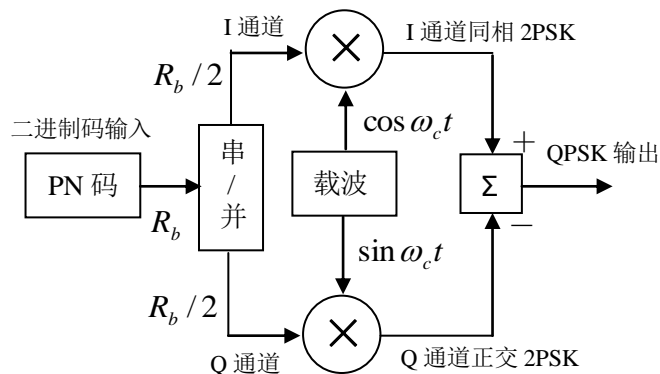 I 通道
I 通道同相 2PSK
R_b / 2
二进制码输入
cos ω_c t
+
QPSK 输出
PN 码
串
/
并
载波
Σ
R_b
−
sin ω_c t
R_b / 2
Q 通道
Q 通道正交 2PSK